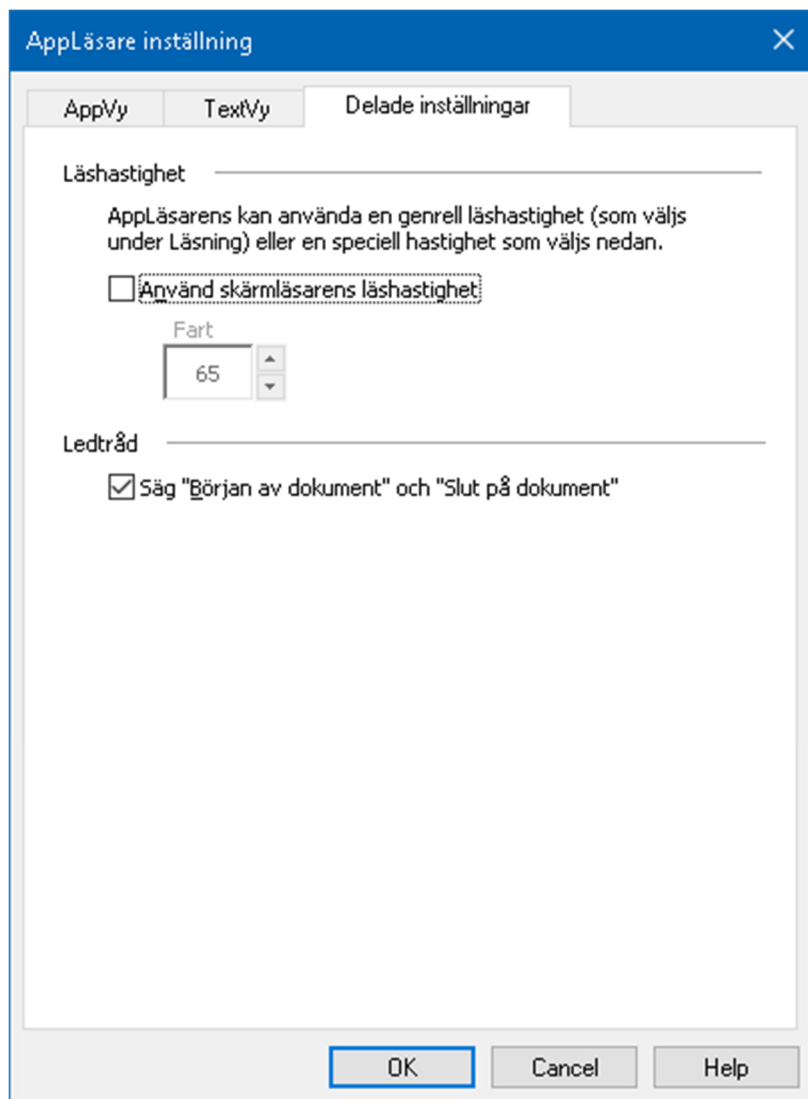 AppLäsare inställning
AppVy
TextVy
Delade inställningar
Läshastighet
AppLäsarens kan använda en genrell läshastighet (som väljs
under Läsning) eller en speciell hastighet som väljs nedan.
Använd skärmläsarens läshastighet
Fart
65
Ledtråd
Säg "Början av dokument" och "Slut på dokument"
OK
Cancel
Help